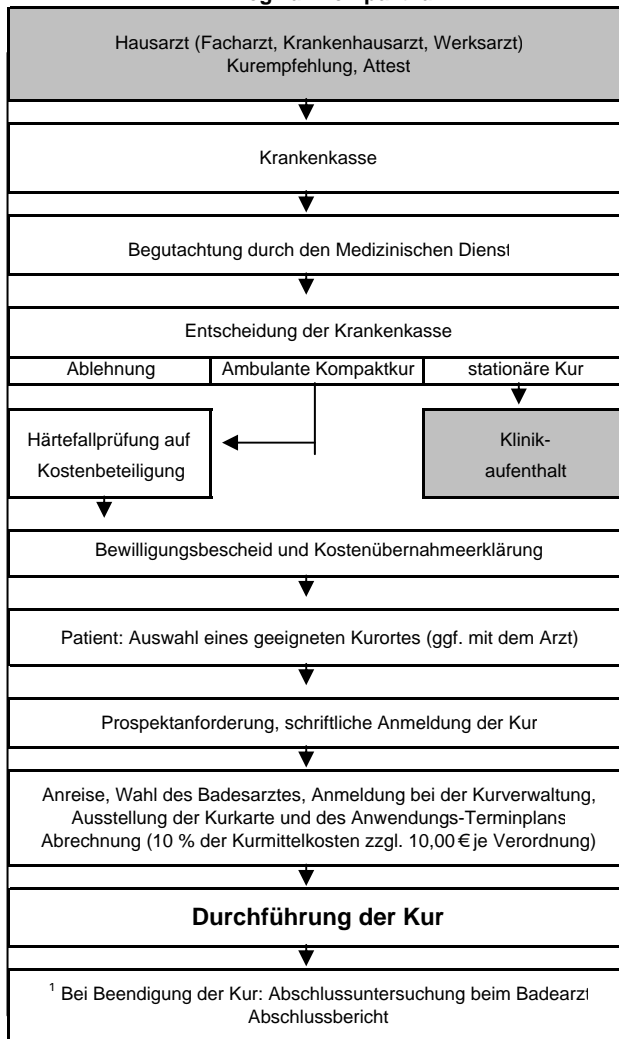 Hausarzt (Facharzt, Krankenhausarzt, Werksarzt)
Kurempfehlung, Attest
Krankenkasse
Begutachtung durch den Medizinischen Dienst
Entscheidung der Krankenkasse
Ablehnung
Ambulante Kompaktkur
stationäre Kur
Härtefallprüfung auf
Kostenbeteiligung
Klinik-
aufenthalt
Bewilligungsbescheid und Kostenübernahmeerklärung
Patient: Auswahl eines geeigneten Kurortes (ggf. mit dem Arzt)
Prospektanforderung, schriftliche Anmeldung der Kur
Anreise, Wahl des Badesarztes, Anmeldung bei der Kurverwaltung,
Ausstellung der Kurkarte und des Anwendungs-Terminplans
Abrechnung (10 % der Kurmittelkosten zzgl. 10,00 € je Verordnung)
Durchführung der Kur
¹ Bei Beendigung der Kur: Abschlussuntersuchung beim Badearzt
Abschlussbericht